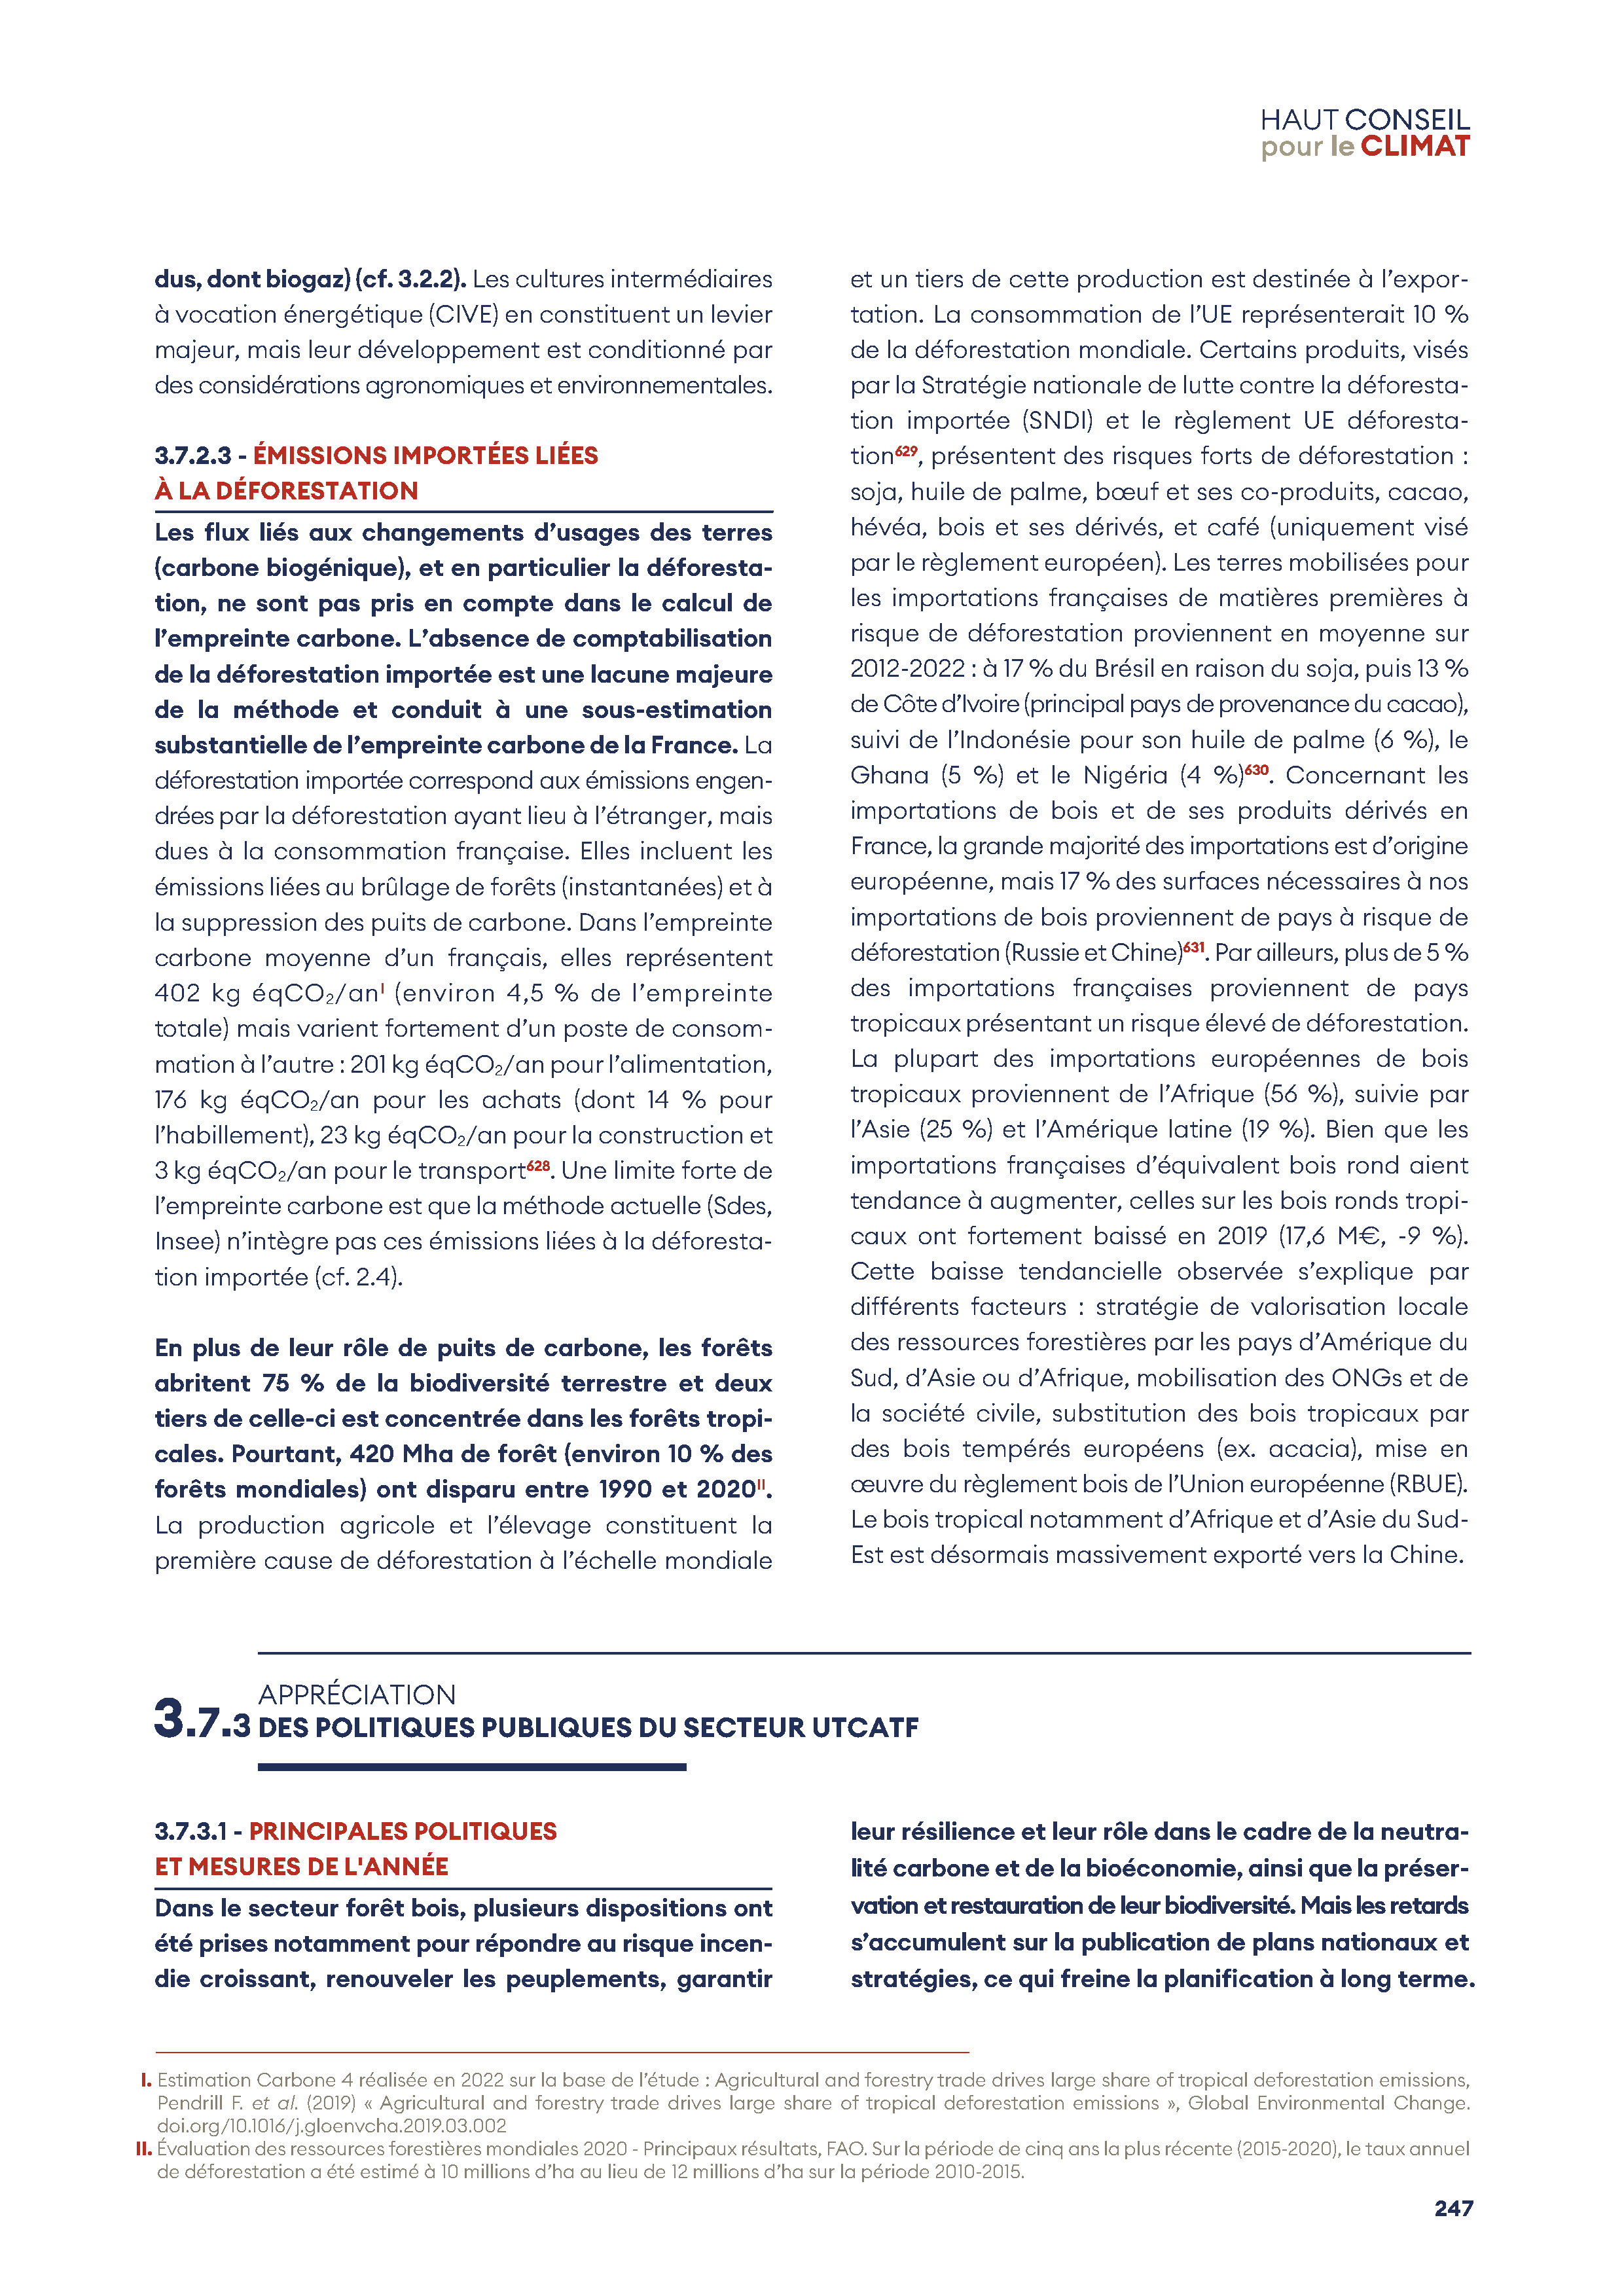 HAUT CONSEIL
pour le CLIMAT
dus, dont biogaz) (cf. 3.2.2). Les cultures intermédiaires
à vocation énergétique (CIVE) en constituent un levier
majeur, mais leur développement est conditionné par
des considérations agronomiques et environnementales.
3.7.2.3 - ÉMISSIONS IMPORTÉES LIÉES
À LA DÉFORESTATION
Les flux liés aux changements d’usages des terres
(carbone biogénique), et en particulier la déforesta-
tion, ne sont pas pris en compte dans le calcul de
l’empreinte carbone. L’absence de comptabilisation
de la déforestation importée est une lacune majeure
de la méthode et conduit à une sous-estimation
substantielle de l’empreinte carbone de la France. La
déforestation importée correspond aux émissions engen-
drées par la déforestation ayant lieu à l’étranger, mais
dues à la consommation française. Elles incluent les
émissions liées au brûlage de forêts (instantanées) et à
la suppression des puits de carbone. Dans l’empreinte
carbone moyenne d’un français, elles représentent
402 kg éqCO₂/anᴵ (environ 4,5 % de l’empreinte
totale) mais varient fortement d’un poste de consom-
mation à l’autre : 201 kg éqCO₂/an pour l’alimentation,
176 kg éqCO₂/an pour les achats (dont 14 % pour
l’habillement), 23 kg éqCO₂/an pour la construction et
3 kg éqCO₂/an pour le transport⁶²⁸. Une limite forte de
l’empreinte carbone est que la méthode actuelle (Sdes,
Insee) n’intègre pas ces émissions liées à la déforesta-
tion importée (cf. 2.4).
En plus de leur rôle de puits de carbone, les forêts
abritent 75 % de la biodiversité terrestre et deux
tiers de celle-ci est concentrée dans les forêts tropi-
cales. Pourtant, 420 Mha de forêt (environ 10 % des
forêts mondiales) ont disparu entre 1990 et 2020ᴵᴵ.
La production agricole et l’élevage constituent la
première cause de déforestation à l’échelle mondiale
et un tiers de cette production est destinée à l’expor-
tation. La consommation de l’UE représenterait 10 %
de la déforestation mondiale. Certains produits, visés
par la Stratégie nationale de lutte contre la déforesta-
tion importée (SNDI) et le règlement UE déforesta-
tion⁶²⁹, présentent des risques forts de déforestation :
soja, huile de palme, bœuf et ses co-produits, cacao,
hévéa, bois et ses dérivés, et café (uniquement visé
par le règlement européen). Les terres mobilisées pour
les importations françaises de matières premières à
risque de déforestation proviennent en moyenne sur
2012-2022 : à 17 % du Brésil en raison du soja, puis 13 %
de Côte d’Ivoire (principal pays de provenance du cacao),
suivi de l’Indonésie pour son huile de palme (6 %), le
Ghana (5 %) et le Nigéria (4 %)⁶³⁰. Concernant les
importations de bois et de ses produits dérivés en
France, la grande majorité des importations est d’origine
européenne, mais 17 % des surfaces nécessaires à nos
importations de bois proviennent de pays à risque de
déforestation (Russie et Chine)⁶³¹. Par ailleurs, plus de 5 %
des importations françaises proviennent de pays
tropicaux présentant un risque élevé de déforestation.
La plupart des importations européennes de bois
tropicaux proviennent de l’Afrique (56 %), suivie par
l’Asie (25 %) et l’Amérique latine (19 %). Bien que les
importations françaises d’équivalent bois rond aient
tendance à augmenter, celles sur les bois ronds tropi-
caux ont fortement baissé en 2019 (17,6 M€, -9 %).
Cette baisse tendancielle observée s’explique par
différents facteurs : stratégie de valorisation locale
des ressources forestières par les pays d’Amérique du
Sud, d’Asie ou d’Afrique, mobilisation des ONGs et de
la société civile, substitution des bois tropicaux par
des bois tempérés européens (ex. acacia), mise en
œuvre du règlement bois de l’Union européenne (RBUE).
Le bois tropical notamment d’Afrique et d’Asie du Sud-
Est est désormais massivement exporté vers la Chine.
APPRÉCIATION
3.7.3 DES POLITIQUES PUBLIQUES DU SECTEUR UTCATF
3.7.3.1 - PRINCIPALES POLITIQUES
ET MESURES DE L'ANNÉE
Dans le secteur forêt bois, plusieurs dispositions ont
été prises notamment pour répondre au risque incen-
die croissant, renouveler les peuplements, garantir
leur résilience et leur rôle dans le cadre de la neutra-
lité carbone et de la bioéconomie, ainsi que la préser-
vation et restauration de leur biodiversité. Mais les retards
s’accumulent sur la publication de plans nationaux et
stratégies, ce qui freine la planification à long terme.
I. Estimation Carbone 4 réalisée en 2022 sur la base de l’étude : Agricultural and forestry trade drives large share of tropical deforestation emissions,
Pendrill F. et al. (2019) « Agricultural and forestry trade drives large share of tropical deforestation emissions », Global Environmental Change.
doi.org/10.1016/j.gloenvcha.2019.03.002
II. Évaluation des ressources forestières mondiales 2020 - Principaux résultats, FAO. Sur la période de cinq ans la plus récente (2015-2020), le taux annuel
de déforestation a été estimé à 10 millions d’ha au lieu de 12 millions d’ha sur la période 2010-2015.
247